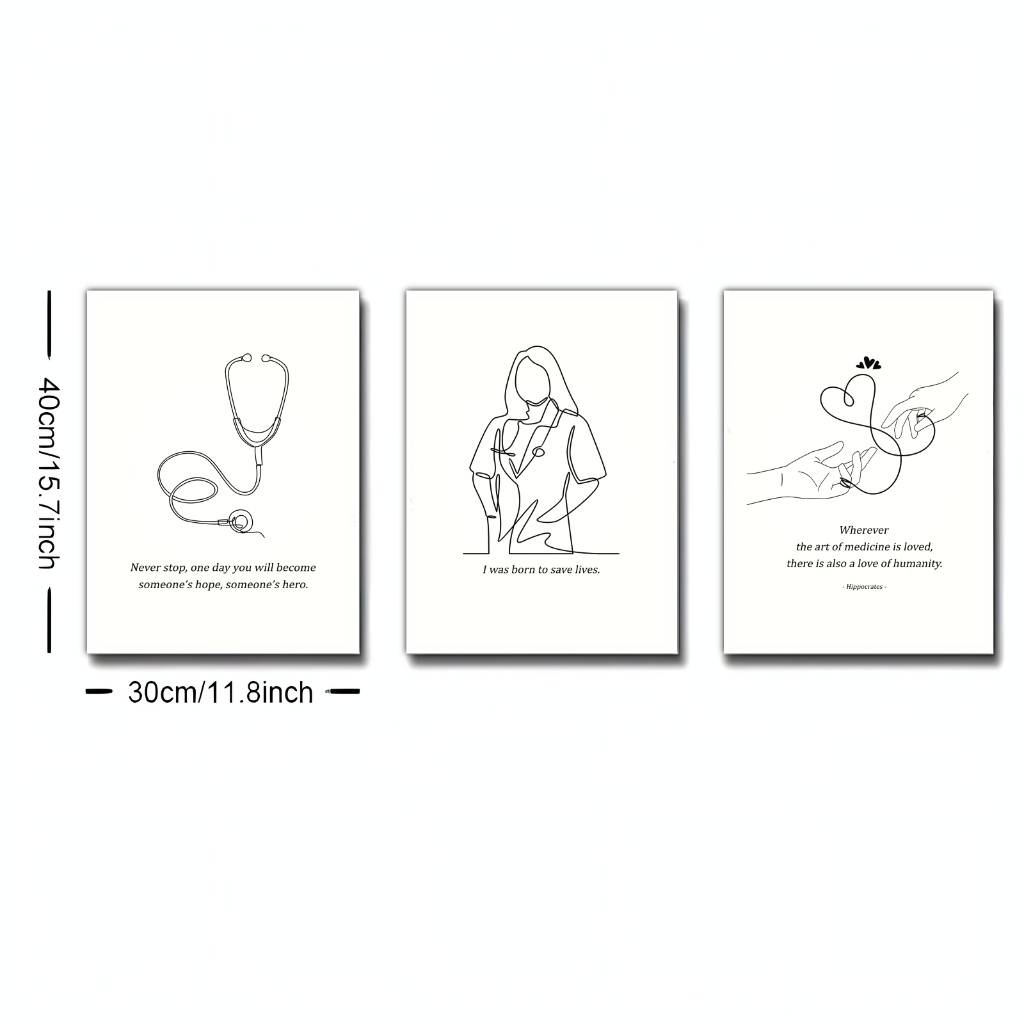 40cm/15.7inch
Never stop, one day you will become
someone's hope, someone's hero.
30cm/11.8inch
I was born to save lives.
Wherever
the art of medicine is loved,
there is also a love of humanity.
- Hippocrates -